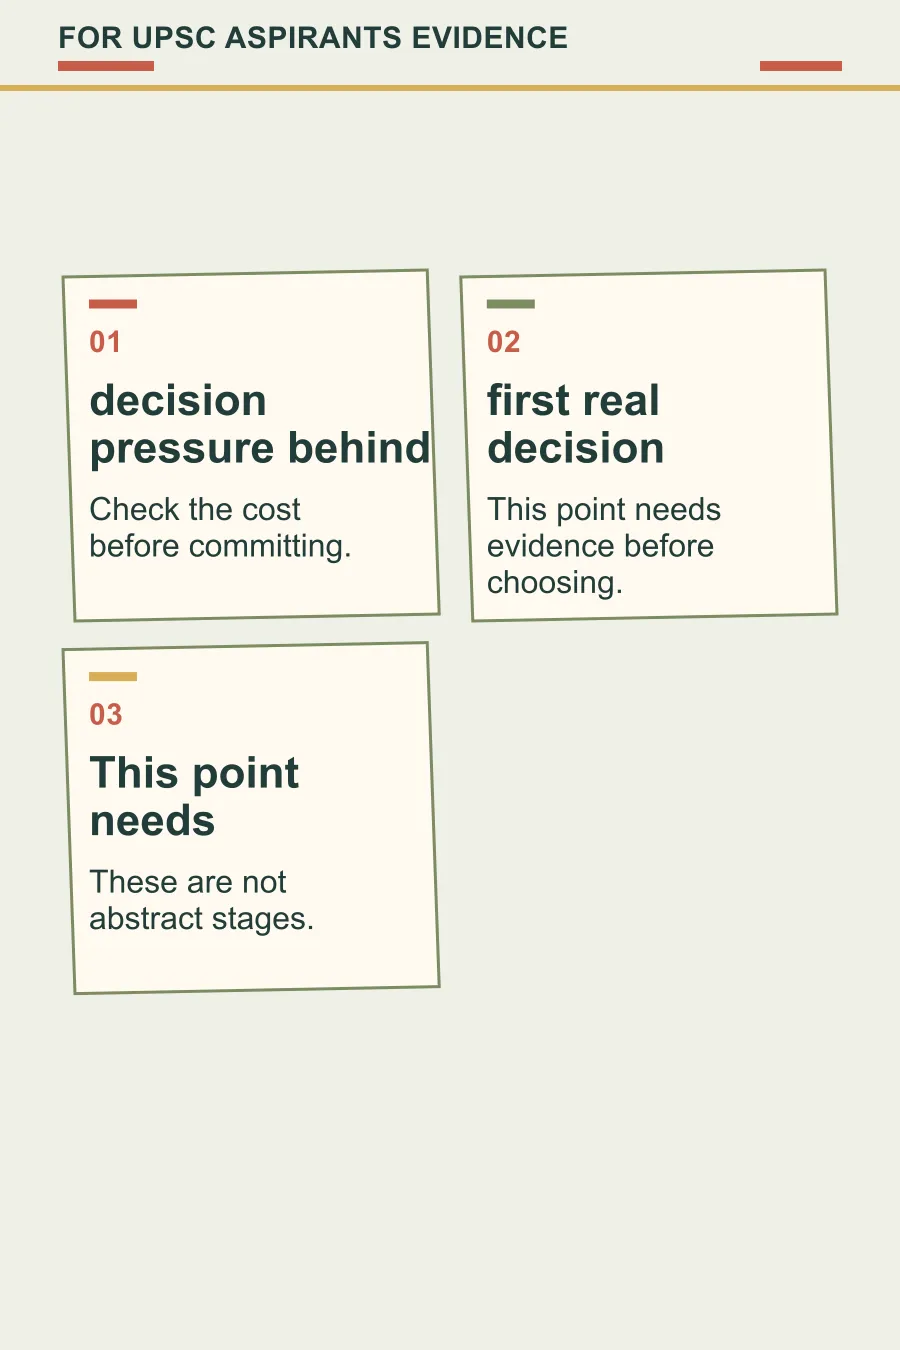 FOR UPSC ASPIRANTS EVIDENCE
01
decision
pressure behind
Check the cost
before committing.
02
first real
decision
This point needs
evidence before
choosing.
03
This point
needs
These are not
abstract stages.